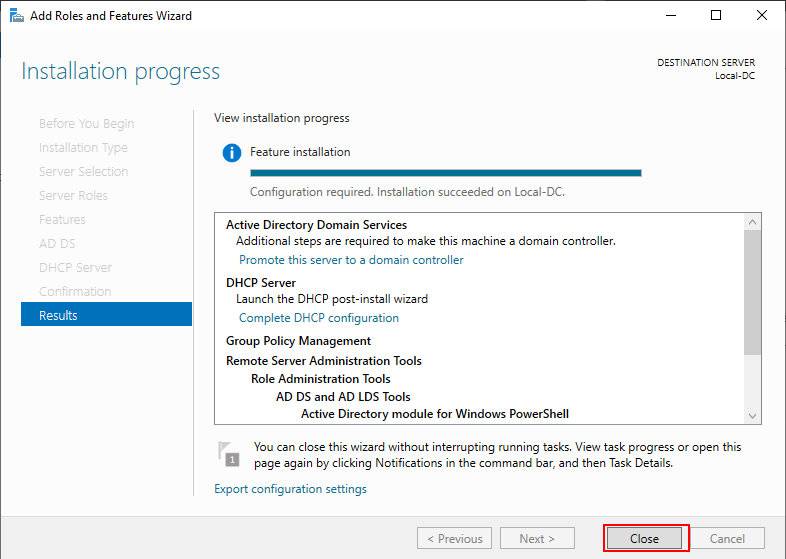 Add Roles and Features Wizard
Installation progress
DESTINATION SERVER
Local-DC
Before You Begin
Installation Type
Server Selection
Server Roles
Features
AD DS
DHCP Server
Confirmation
Results
View installation progress
Feature installation
Configuration required. Installation succeeded on Local-DC.
Active Directory Domain Services
Additional steps are required to make this machine a domain controller.
Promote this server to a domain controller
DHCP Server
Launch the DHCP post-install wizard
Complete DHCP configuration
Group Policy Management
Remote Server Administration Tools
Role Administration Tools
AD DS and AD LDS Tools
Active Directory module for Windows PowerShell
1
You can close this wizard without interrupting running tasks. View task progress or open this
page again by clicking Notifications in the command bar, and then Task Details.
Export configuration settings
< Previous
Next >
Close
Cancel